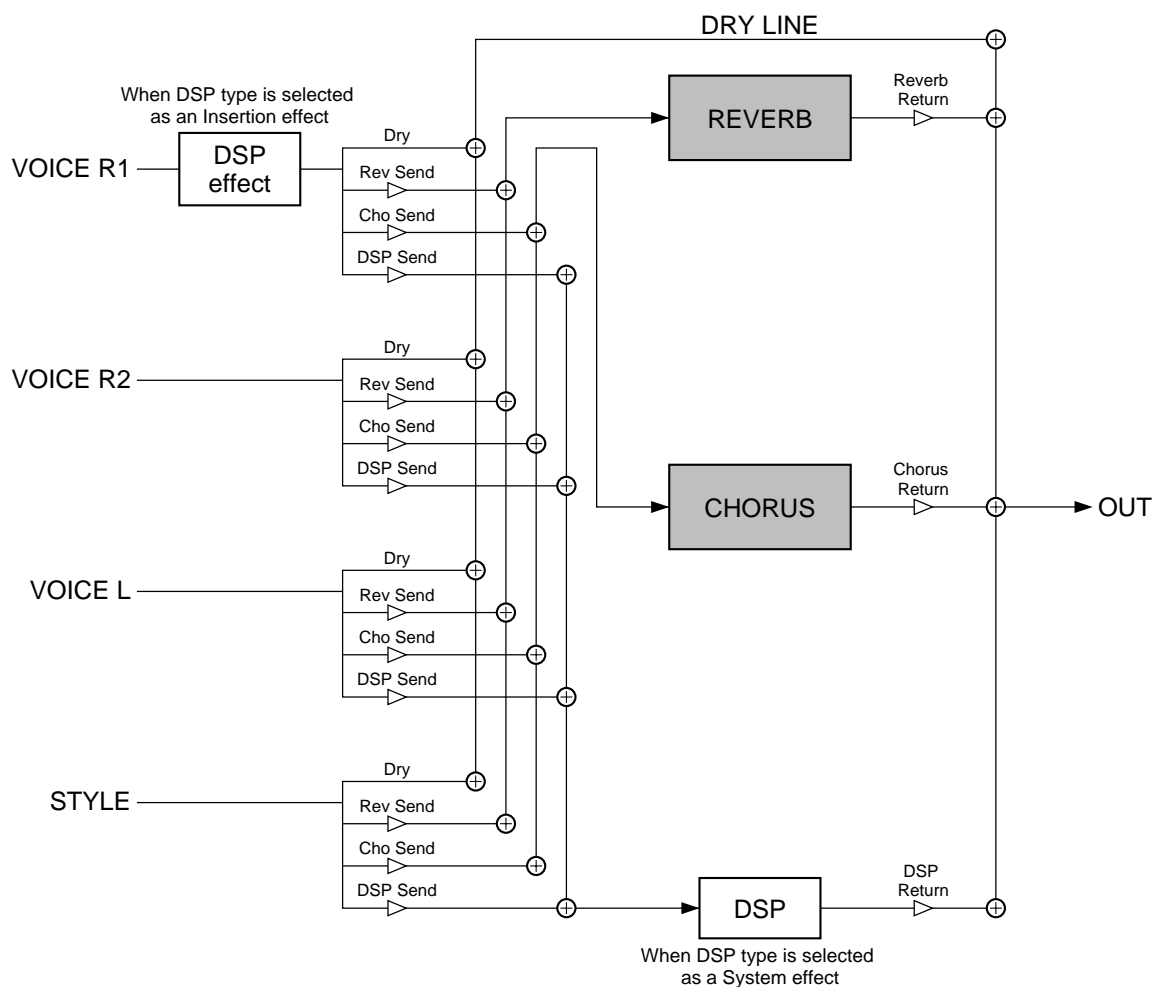 DRY LINE
When DSP type is selected
as an Insertion effect
VOICE R1
DSP
effect
Dry
Rev Send
Cho Send
DSP Send
REVERB
Reverb
Return
VOICE R2
Dry
Rev Send
Cho Send
DSP Send
CHORUS
Chorus
Return
OUT
VOICE L
Dry
Rev Send
Cho Send
DSP Send
STYLE
Dry
Rev Send
Cho Send
DSP Send
DSP
DSP
Return
When DSP type is selected
as a System effect